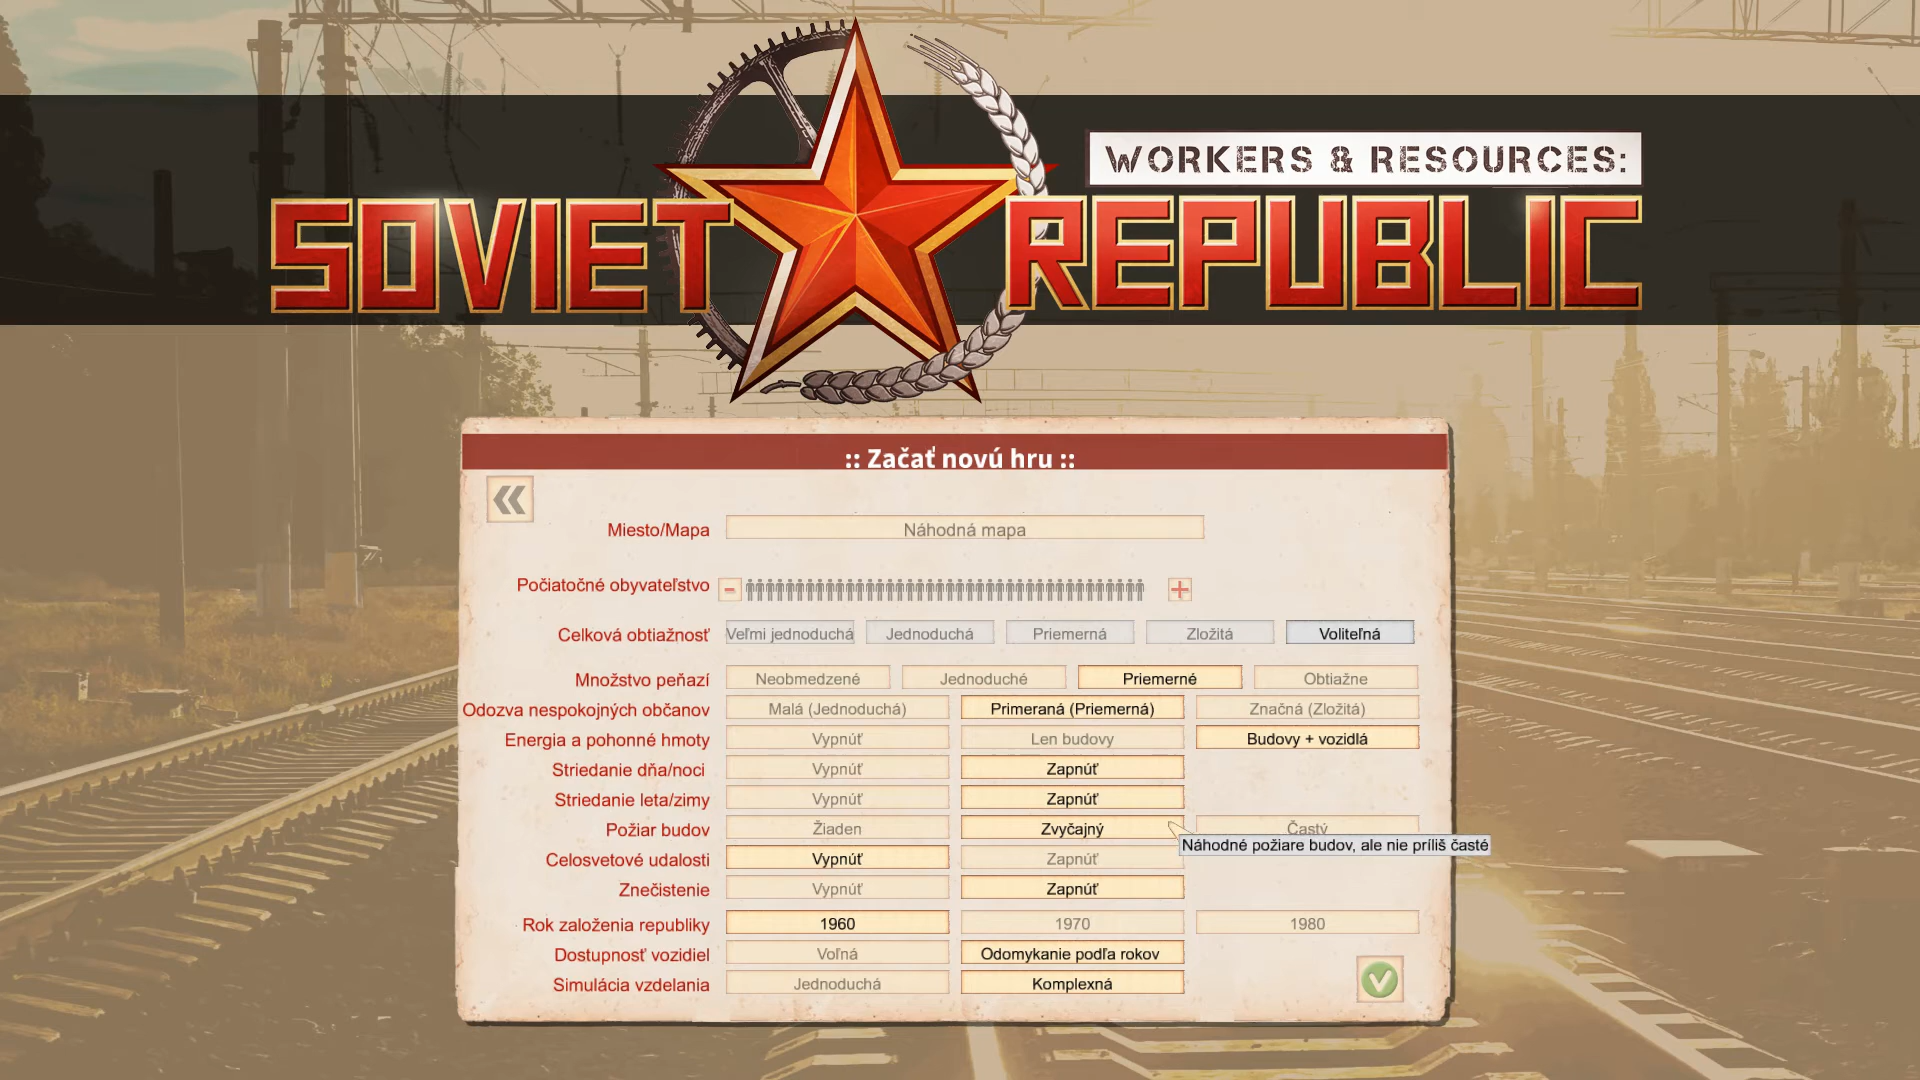 WORKERS & RESOURCES:
SOVIET REPUBLIC
:: Začať novú hru ::
Miesto/Mapa Náhodná mapa
Počiatočné obyvateľstvo
Celková obtiažnosť Veľmi jednoduchá Jednoduchá Priemerná Zložitá Voliteľná
Množstvo peňazí Neobmedzené Jednoduché Priemerné Obtiažne
Odozva nespokojných občanov Malá (Jednoduchá) Primeraná (Priemerná) Značná (Zložitá)
Energia a pohonné hmoty Vypnúť Len budovy Budovy + vozidlá
Striedanie dňa/noci Vypnúť Zapnúť
Striedanie leta/zimy Vypnúť Zapnúť
Požiar budov Žiaden Zvyčajný Častý
Náhodné požiare budov, ale nie príliš časté
Celosvetové udalosti Vypnúť Zapnúť
Znečistenie Vypnúť Zapnúť
Rok založenia republiky 1960 1970 1980
Dostupnosť vozidiel Voľná Odomykanie podľa rokov
Simulácia vzdelania Jednoduchá Komplexná